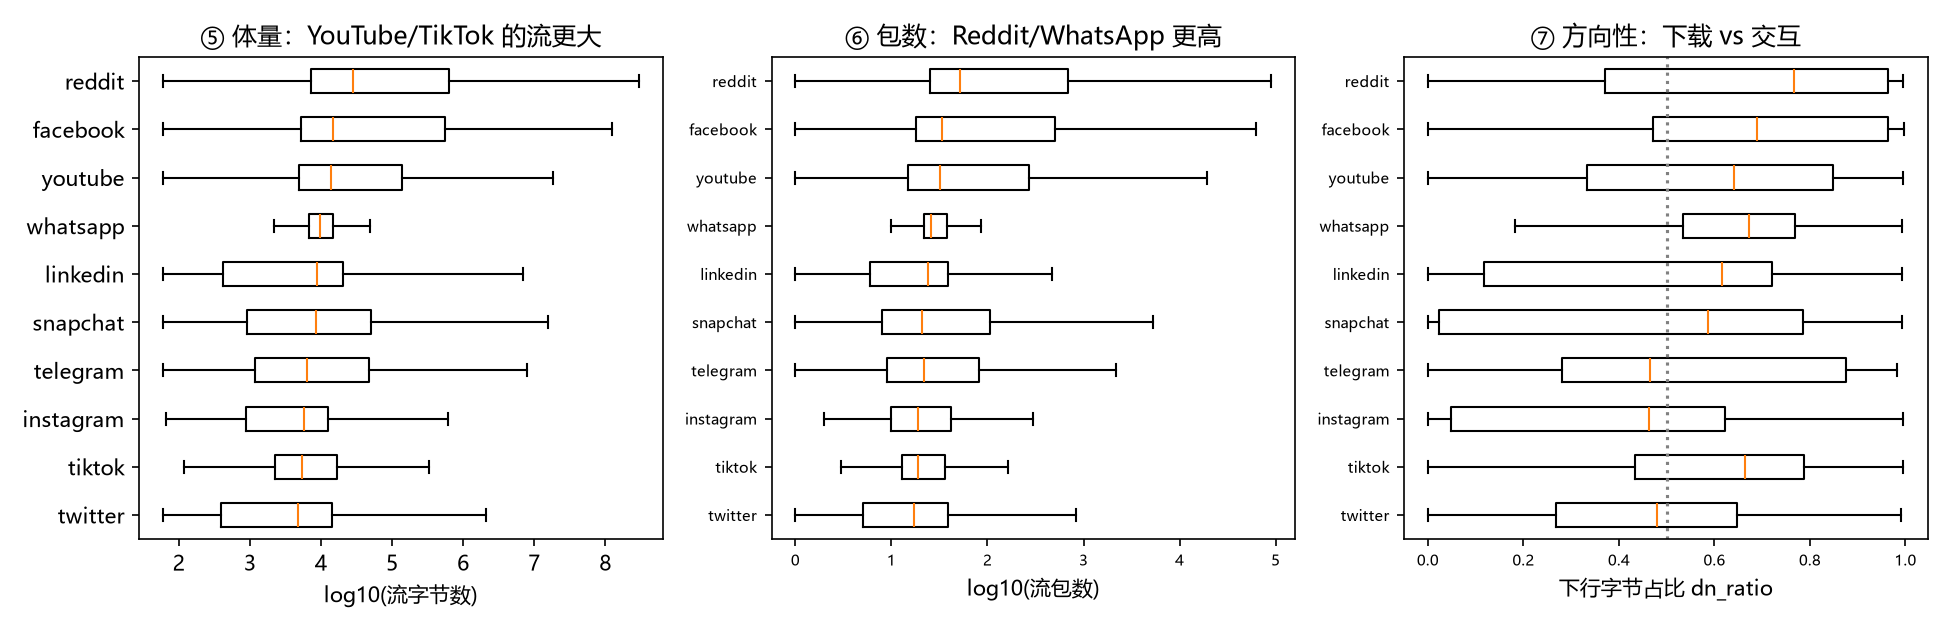 ⑤ 体量：YouTube/TikTok 的流更大
reddit
facebook
youtube
whatsapp
linkedin
snapchat
telegram
instagram
tiktok
twitter
2 3 4 5 6 7 8
log10(流字节数)
⑥ 包数：Reddit/WhatsApp 更高
reddit
facebook
youtube
whatsapp
linkedin
snapchat
telegram
instagram
tiktok
twitter
0 1 2 3 4 5
log10(流包数)
⑦ 方向性：下载 vs 交互
reddit
facebook
youtube
whatsapp
linkedin
snapchat
telegram
instagram
tiktok
twitter
0.0 0.2 0.4 0.6 0.8 1.0
下行字节占比 dn_ratio